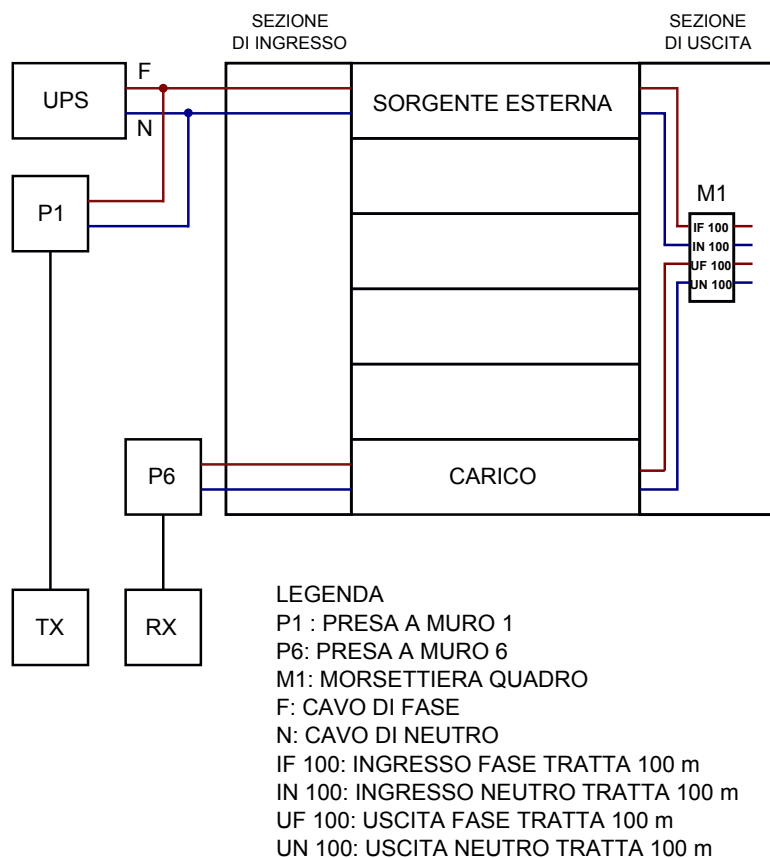 SEZIONE
DI INGRESSO
SEZIONE
DI USCITA
UPS
F
N
SORGENTE ESTERNA
P1
M1
IF 100
IN 100
UF 100
UN 100
P6
CARICO
TX
RX
LEGENDA
P1 : PRESA A MURO 1
P6: PRESA A MURO 6
M1: MORSETTIERA QUADRO
F: CAVO DI FASE
N: CAVO DI NEUTRO
IF 100: INGRESSO FASE TRATTA 100 m
IN 100: INGRESSO NEUTRO TRATTA 100 m
UF 100: USCITA FASE TRATTA 100 m
UN 100: USCITA NEUTRO TRATTA 100 m